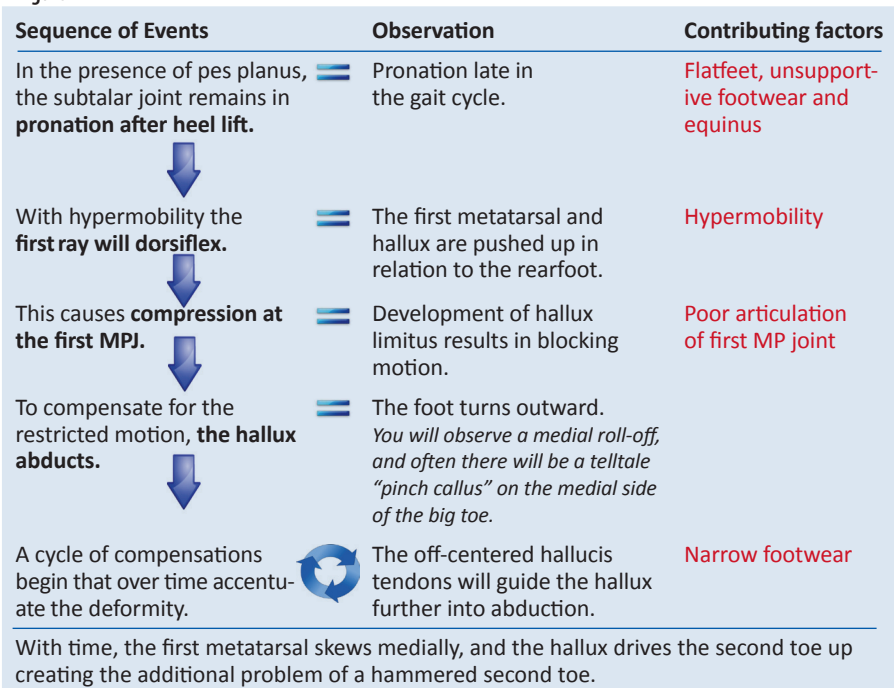 Sequence of Events
Observation
Contributing factors
In the presence of pes planus,
the subtalar joint remains in
pronation after heel lift.
Pronation late in
the gait cycle.
Flatfeet, unsupport-
ive footwear and
equinus
With hypermobility the
first ray will dorsiflex.
The first metatarsal and
hallux are pushed up in
relation to the rearfoot.
Hypermobility
This causes compression at
the first MPJ.
Development of hallux
limitus results in blocking
motion.
Poor articulation
of first MP joint
To compensate for the
restricted motion, the hallux
abducts.
The foot turns outward.
You will observe a medial roll-off,
and often there will be a telltale
“pinch callus” on the medial side
of the big toe.
A cycle of compensations
begin that over time accentu-
ate the deformity.
The off-centered hallucis
tendons will guide the hallux
further into abduction.
Narrow footwear
With time, the first metatarsal skews medially, and the hallux drives the second toe up
creating the additional problem of a hammered second toe.